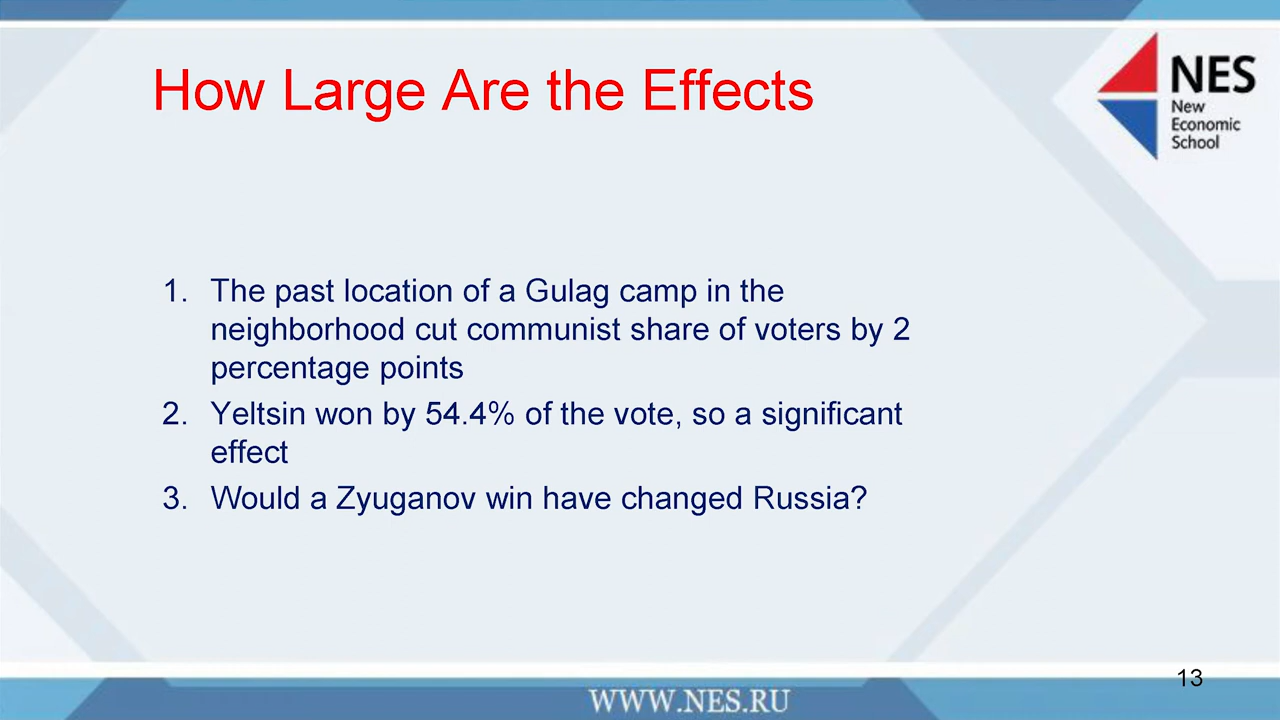 How Large Are the Effects
NES
New
Economic
School
1. The past location of a Gulag camp in the
neighborhood cut communist share of voters by 2
percentage points
2. Yeltsin won by 54.4% of the vote, so a significant
effect
3. Would a Zyuganov win have changed Russia?
13
WWW.NES.RU